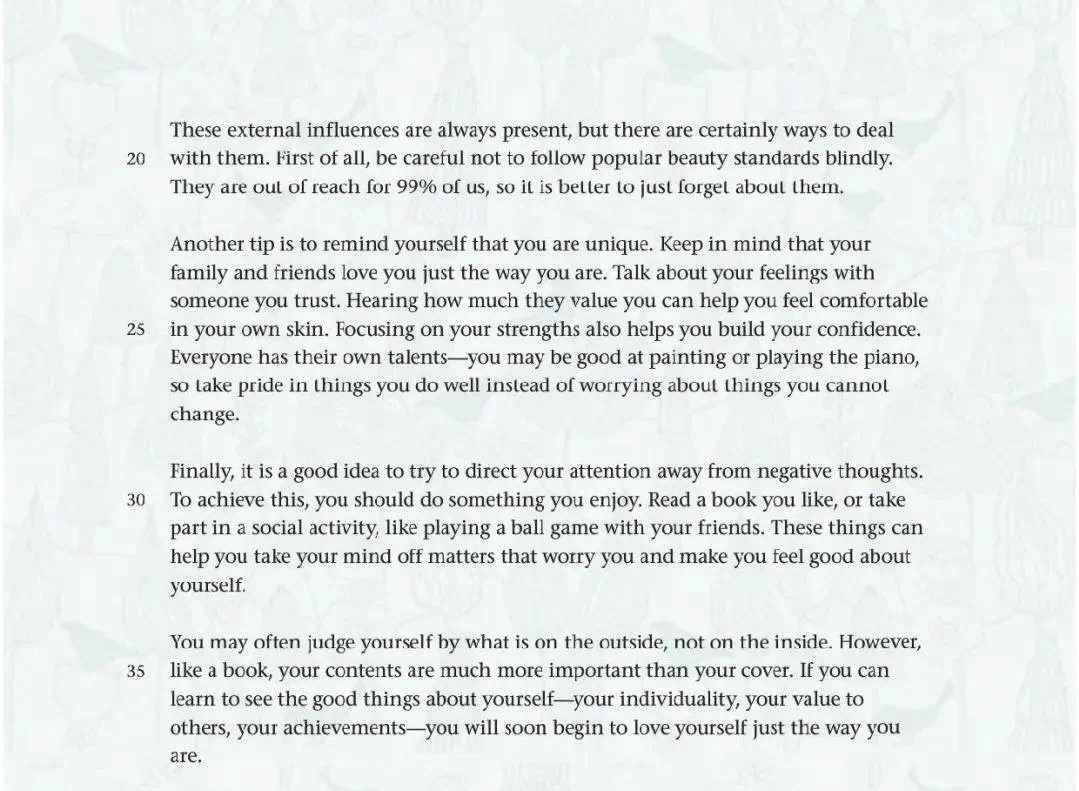 These external influences are always present, but there are certainly ways to deal
20 with them. First of all, be careful not to follow popular beauty standards blindly.
They are out of reach for 99% of us, so it is better to just forget about them.
Another tip is to remind yourself that you are unique. Keep in mind that your
family and friends love you just the way you are. Talk about your feelings with
someone you trust. Hearing how much they value you can help you feel comfortable
25 in your own skin. Focusing on your strengths also helps you build your confidence.
Everyone has their own talents—you may be good at painting or playing the piano,
so take pride in things you do well instead of worrying about things you cannot
change.
Finally, it is a good idea to try to direct your attention away from negative thoughts.
30 To achieve this, you should do something you enjoy. Read a book you like, or take
part in a social activity, like playing a ball game with your friends. These things can
help you take your mind off matters that worry you and make you feel good about
yourself.
You may often judge yourself by what is on the outside, not on the inside. However,
35 like a book, your contents are much more important than your cover. If you can
learn to see the good things about yourself—your individuality, your value to
others, your achievements—you will soon begin to love yourself just the way you
are.